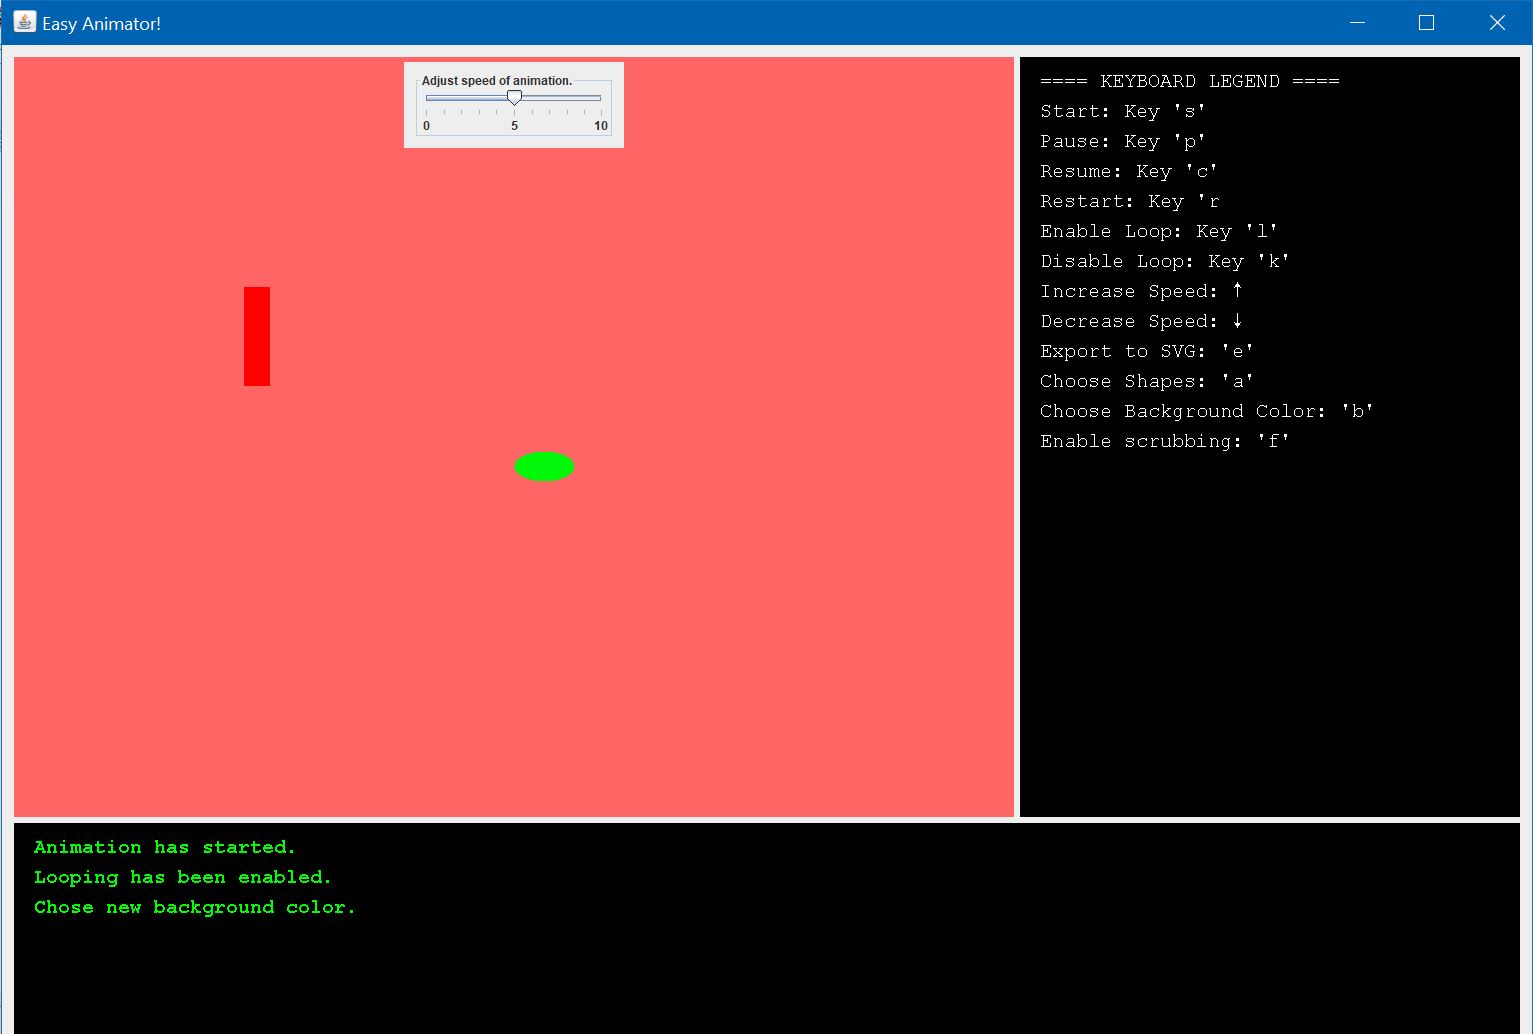 Easy Animator!
Adjust speed of animation.
0 5 10
==== KEYBOARD LEGEND ====
Start: Key 's'
Pause: Key 'p'
Resume: Key 'c'
Restart: Key 'r
Enable Loop: Key 'l'
Disable Loop: Key 'k'
Increase Speed: ↑
Decrease Speed: ↓
Export to SVG: 'e'
Choose Shapes: 'a'
Choose Background Color: 'b'
Enable scrubbing: 'f'
Animation has started.
Looping has been enabled.
Chose new background color.